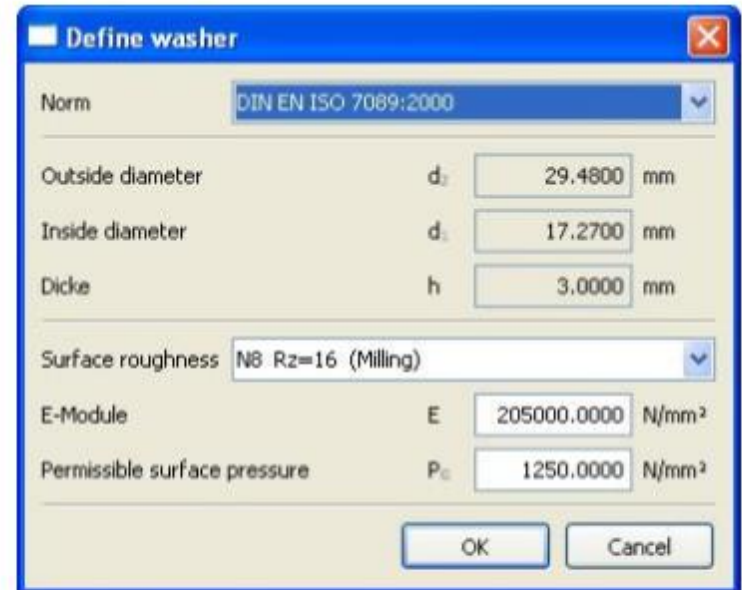 Define washer
Norm DIN EN ISO 7089:2000
Outside diameter d₂ 29.4800 mm
Inside diameter d₁ 17.2700 mm
Dicke h 3.0000 mm
Surface roughness N8 Rz=16 (Milling)
E-Module E 205000.0000 N/mm²
Permissible surface pressure P_G 1250.0000 N/mm²
OK Cancel